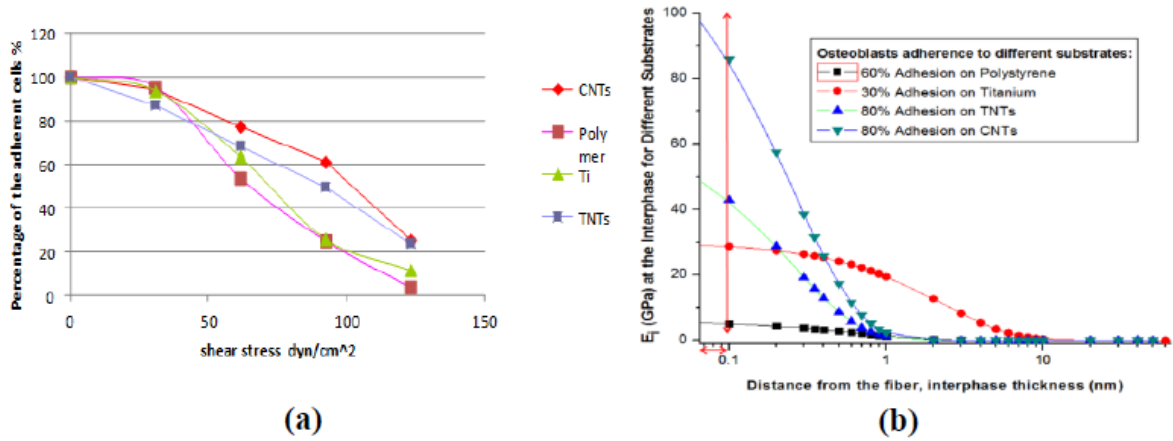 120
100
80
60
40
20
0
0
50
100
150
Percentage of the adherent cells %
shear stress dyn/cm^2
CNTs
Poly
mer
Ti
TNTs
(a)
100
80
60
40
20
0
0.1
1
10
Ei (GPa) at the Interphase for Different Substrates
Osteoblasts adherence to different substrates:
60% Adhesion on Polystyrene
30% Adhesion on Titanium
80% Adhesion on TNTs
80% Adhesion on CNTs
Distance from the fiber, interphase thickness (nm)
(b)